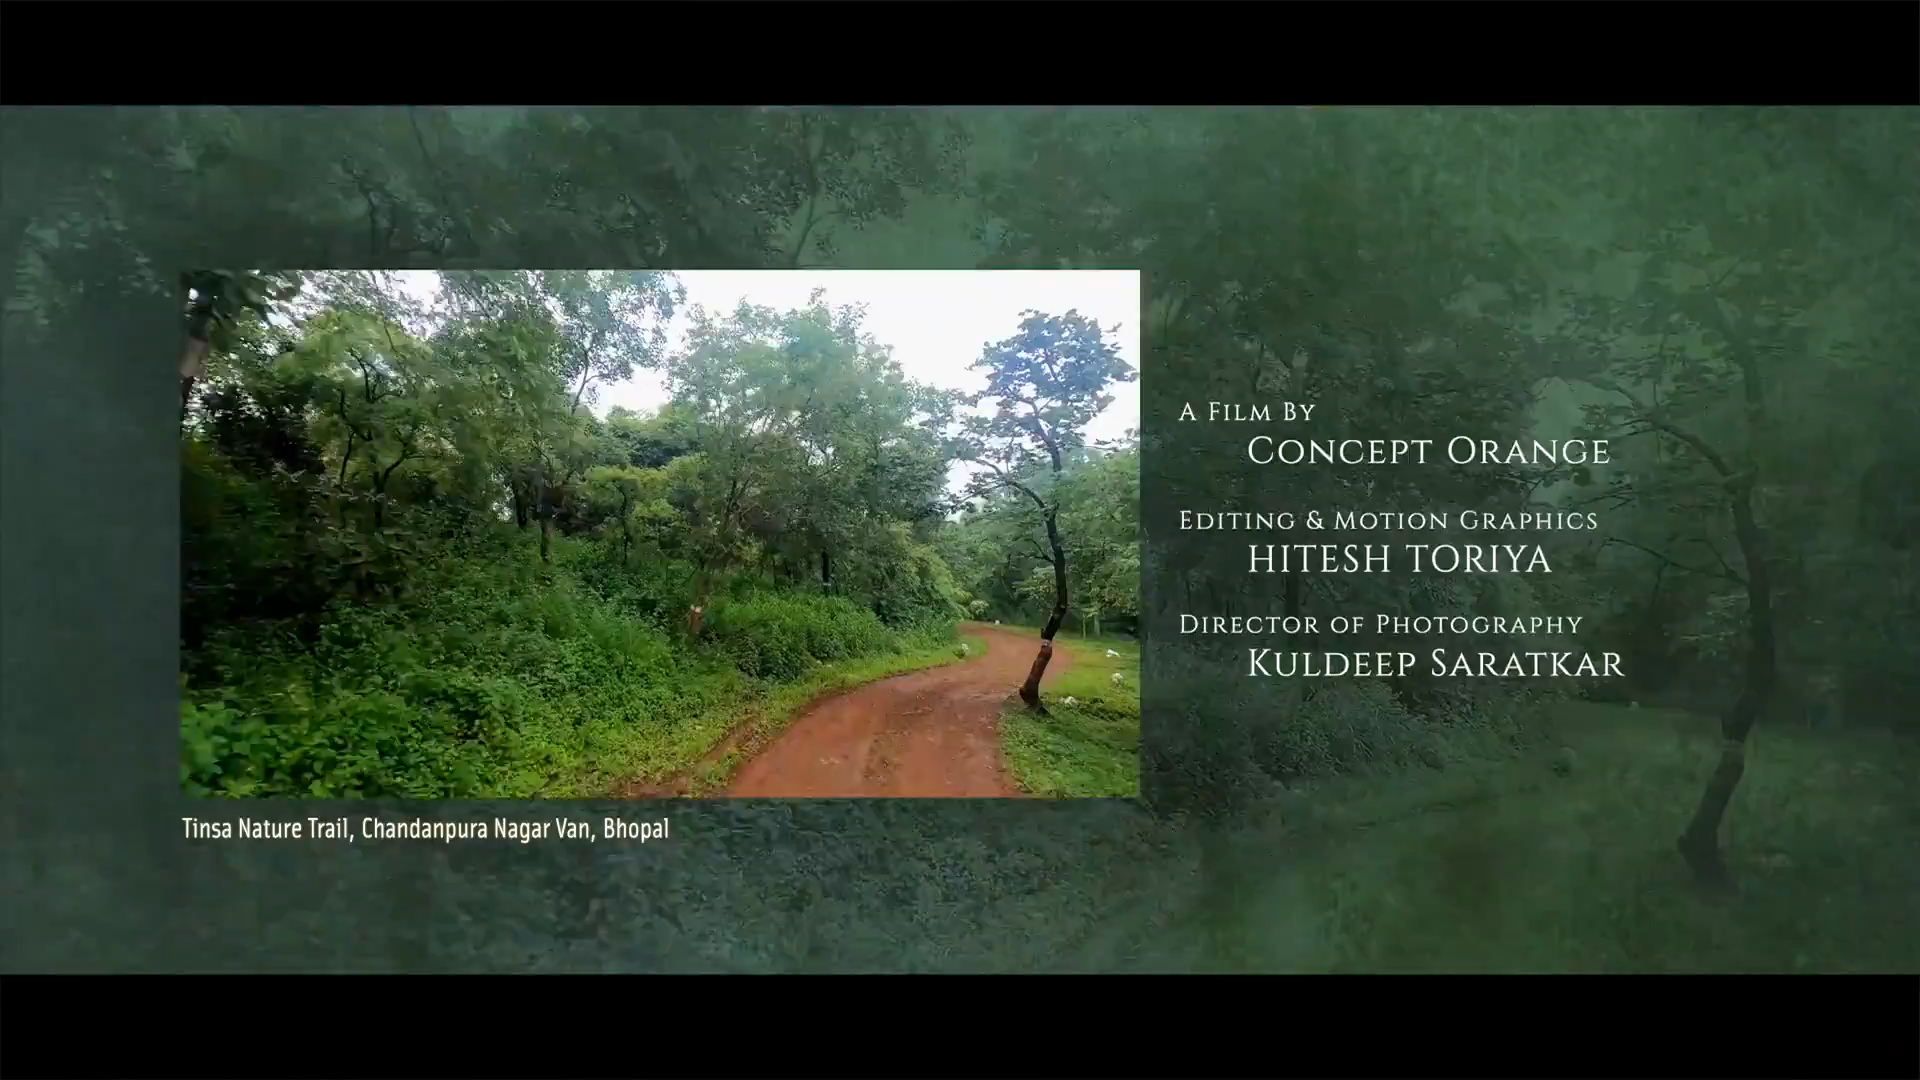 A Film By
Concept Orange
Editing & Motion Graphics
HITESH TORIYA
Director of Photography
Kuldeep Saratkar
Tinsa Nature Trail, Chandanpura Nagar Van, Bhopal